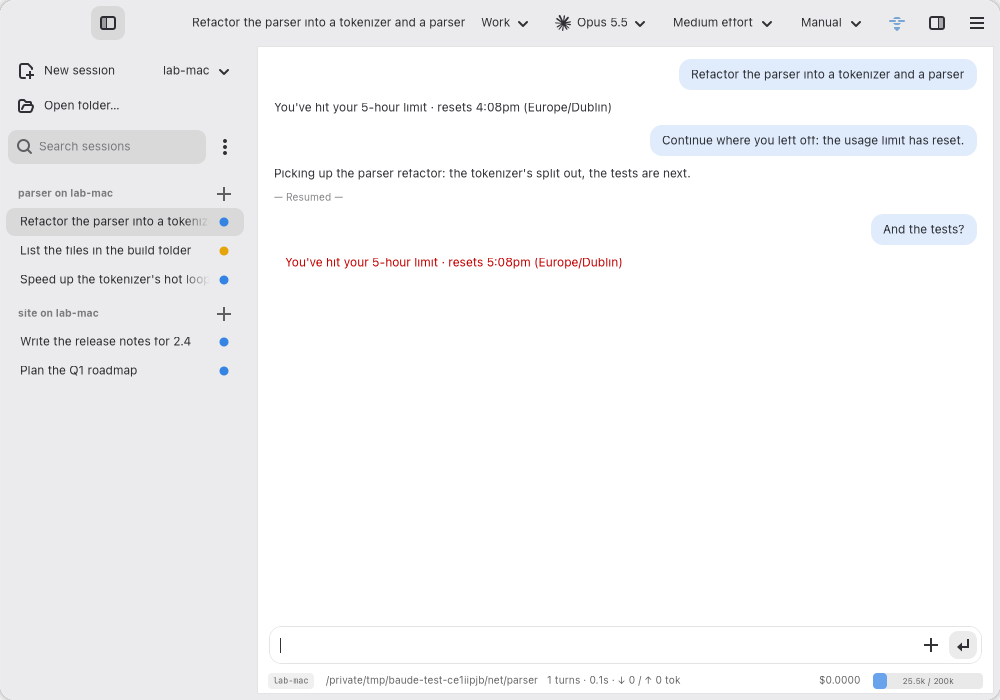 Refactor the parser into a tokenizer and a parser
Work
Opus 5.5
Medium effort
Manual
New session
lab-mac
Open folder...
Search sessions
parser on lab-mac
Refactor the parser into a tokeniz
List the files in the build folder
Speed up the tokenizer's hot loop
site on lab-mac
Write the release notes for 2.4
Plan the Q1 roadmap
Refactor the parser into a tokenizer and a parser
You've hit your 5-hour limit · resets 4:08pm (Europe/Dublin)
Continue where you left off: the usage limit has reset.
Picking up the parser refactor: the tokenizer's split out, the tests are next.
— Resumed —
And the tests?
You've hit your 5-hour limit · resets 5:08pm (Europe/Dublin)
lab-mac /private/tmp/baude-test-ce1iipjb/net/parser 1 turns · 0.1s · ↓ 0 / ↑ 0 tok $0.0000 25.5k / 200k